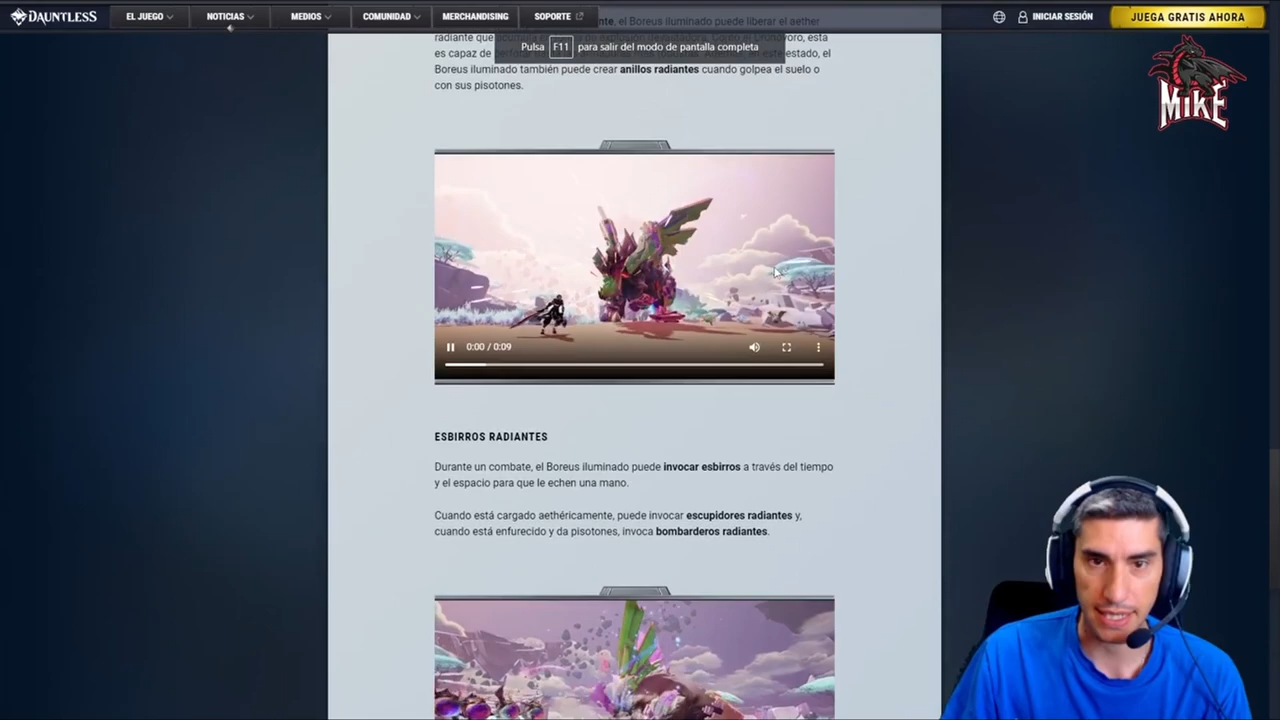 DAUNTLESS
EL JUEGO
NOTICIAS
MEDIOS
COMUNIDAD
MERCHANDISING
SOPORTE
INICIAR SESIÓN
JUEGA GRATIS AHORA
nte, el Boreus iluminado puede liberar el aether
radiante que
es capaz de
Pulsa F11 para salir del modo de pantalla completa
este estado, el
Boreus iluminado también puede crear anillos radiantes cuando golpea el suelo o
con sus pisotones.
MIKE
0:00 / 0:09
ESBIRROS RADIANTES
Durante un combate, el Boreus iluminado puede invocar esbirros a través del tiempo
y el espacio para que le echen una mano.
Cuando está cargado aethéricamente, puede invocar escupidores radiantes y,
cuando está enfurecido y da pisotones, invoca bombarderos radiantes.